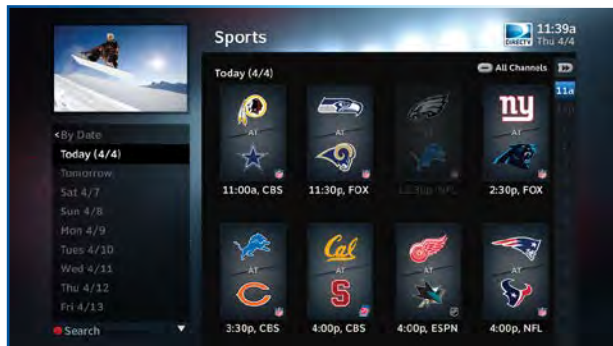 Sports
DIRECTV
11:39a
Thu 4/4
Today (4/4)
All Channels
11a
<By Date
Today (4/4)
Tomorrow
Sat 4/7
Sun 4/8
Mon 4/9
Tues 4/10
Wed 4/11
Thu 4/12
Fri 4/13
Search
AT
AT
AT
AT
ny
11:00a, CBS
11:30p, FOX
2:30p, FOX
Cal
AT
AT
AT
AT
C
S
3:30p, CBS
4:00p, CBS
4:00p, ESPN
4:00p, NFL